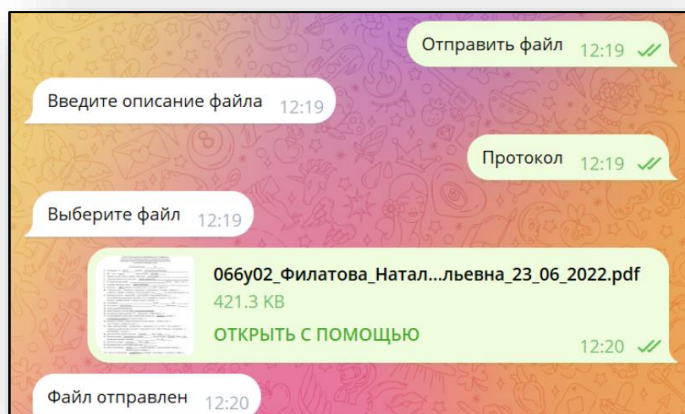 Отправить файл 12:19
Введите описание файла 12:19
Протокол 12:19
Выберите файл 12:19
066у02_Филатова_Натал...льевна_23_06_2022.pdf
421.3 KB
ОТКРЫТЬ С ПОМОЩЬЮ
12:20
Файл отправлен 12:20